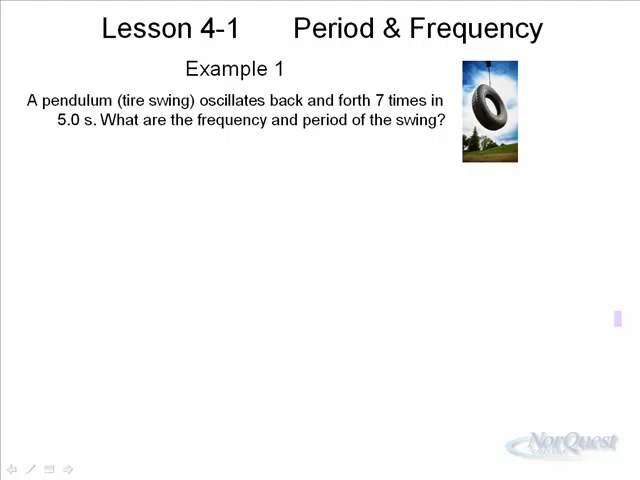 Lesson 4-1 Period & Frequency
Example 1
A pendulum (tire swing) oscillates back and forth 7 times in
5.0 s. What are the frequency and period of the swing?
NorQuest